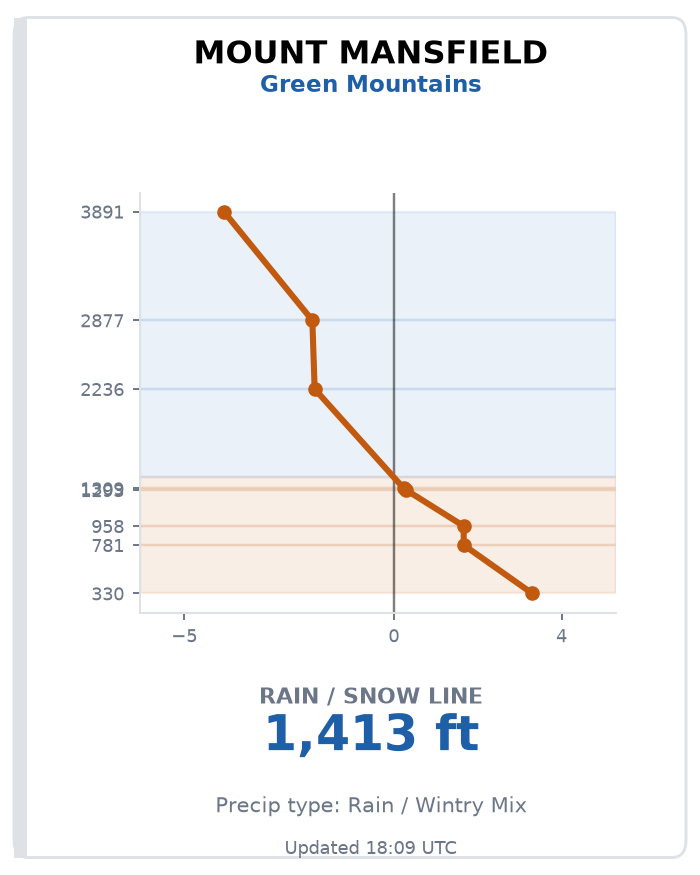 MOUNT MANSFIELD
Green Mountains
3891
2877
2236
958
781
330
−5 0 4
RAIN / SNOW LINE
1,413 ft
Precip type: Rain / Wintry Mix
Updated 18:09 UTC